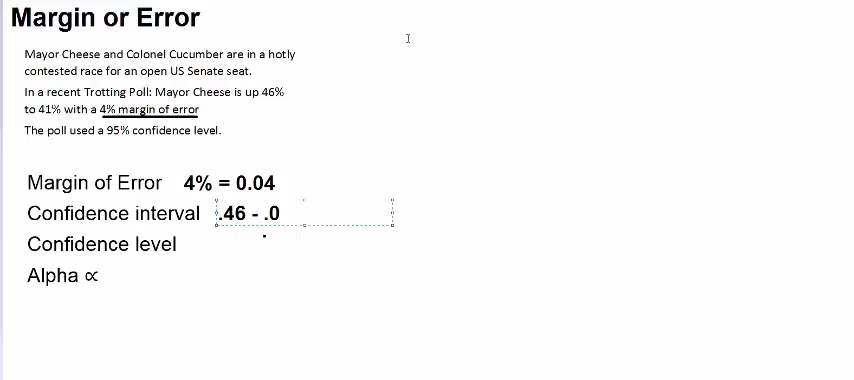 Margin or Error
Mayor Cheese and Colonel Cucumber are in a hotly
contested race for an open US Senate seat.
In a recent Trotting Poll: Mayor Cheese is up 46%
to 41% with a 4% margin of error
The poll used a 95% confidence level.
Margin of Error 4% = 0.04
Confidence interval .46 - .0
Confidence level
Alpha ∝